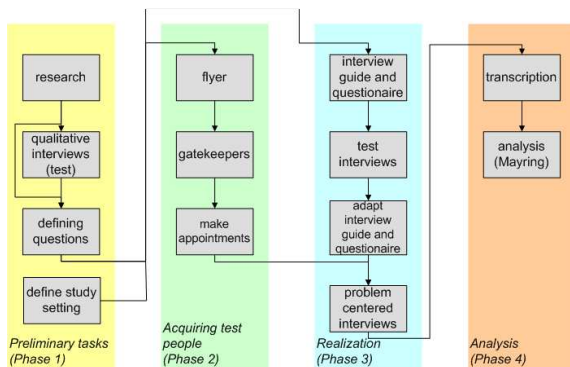 research
qualitative
interviews
(test)
defining
questions
define study
setting
Preliminary tasks
(Phase 1)
flyer
gatekeepers
make
appointments
Acquiring test
people
(Phase 2)
interview
guide and
questionaire
test
interviews
adapt
interview
guide and
questionaire
problem
centered
interviews
Realization
(Phase 3)
transcription
analysis
(Mayring)
Analysis
(Phase 4)